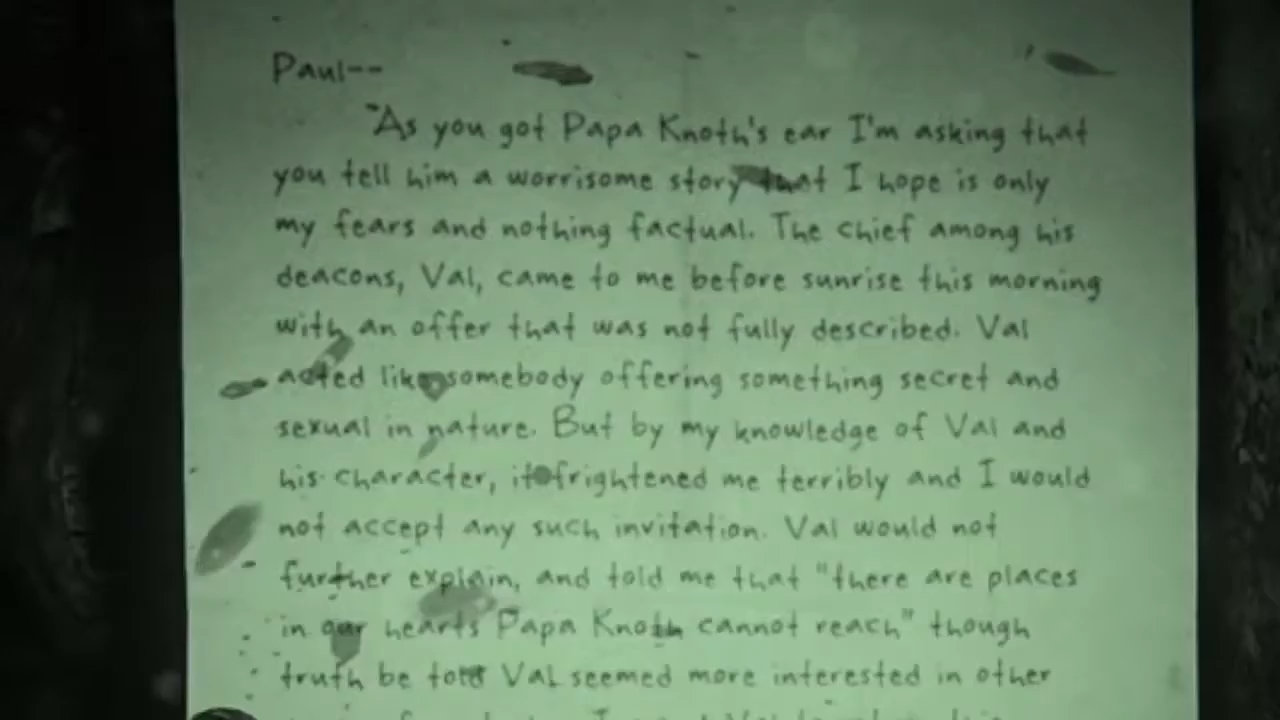 Paul--
"As you got Papa Knoth's ear I'm asking that
you tell him a worrisome story that I hope is only
my fears and nothing factual. The chief among his
deacons, Val, came to me before sunrise this morning
with an offer that was not fully described. Val
acted like somebody offering something secret and
sexual in nature. But by my knowledge of Val and
his character, it frightened me terribly and I would
not accept any such invitation. Val would not
further explain, and told me that "there are places
in our hearts Papa Knoth cannot reach" though
truth be told Val seemed more interested in other